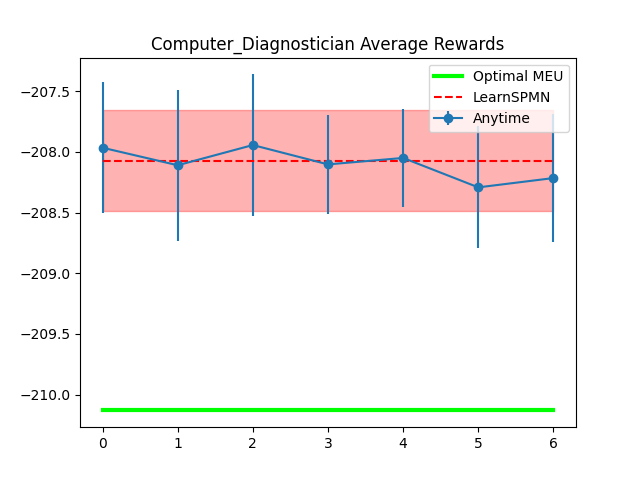 Computer_Diagnostician Average Rewards
Optimal MEU
LearnSPMN
Anytime
−207.5
−208.0
−208.5
−209.0
−209.5
−210.0
0 1 2 3 4 5 6